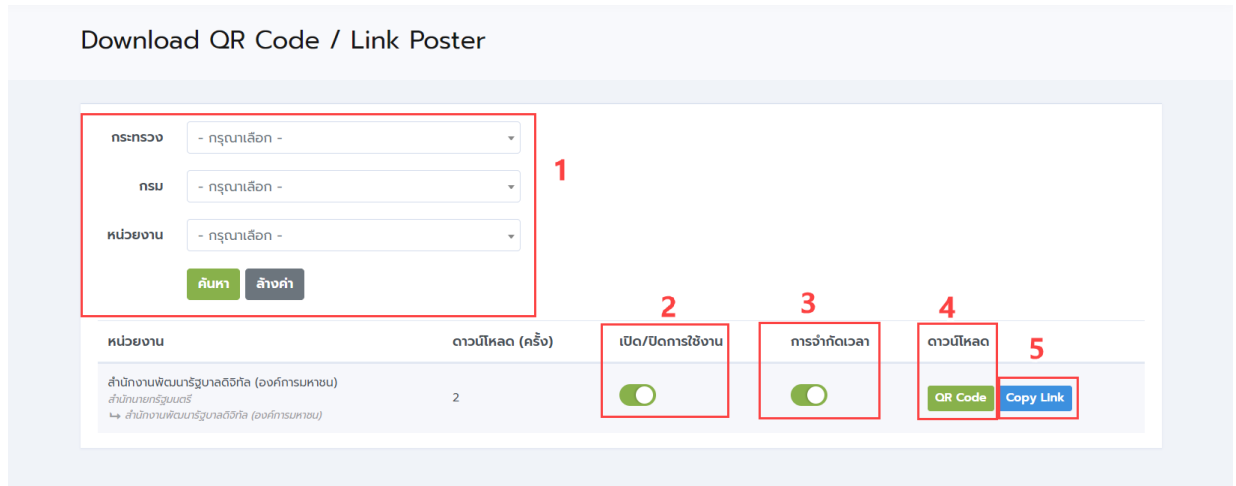 Download QR Code / Link Poster
กระทรวง - กรุณาเลือก -
1
กรม - กรุณาเลือก -
หน่วยงาน - กรุณาเลือก -
ค้นหา ล้างค่า
2 3 4
หน่วยงาน ดาวน์โหลด (ครั้ง) เปิด/ปิดการใช้งาน การจำกัดเวลา ดาวน์โหลด
5
สำนักงานพัฒนารัฐบาลดิจิทัล (องค์การมหาชน)
สำนักนายกรัฐมนตรี
↪ สำนักงานพัฒนารัฐบาลดิจิทัล (องค์การมหาชน)
2 QR Code Copy Link